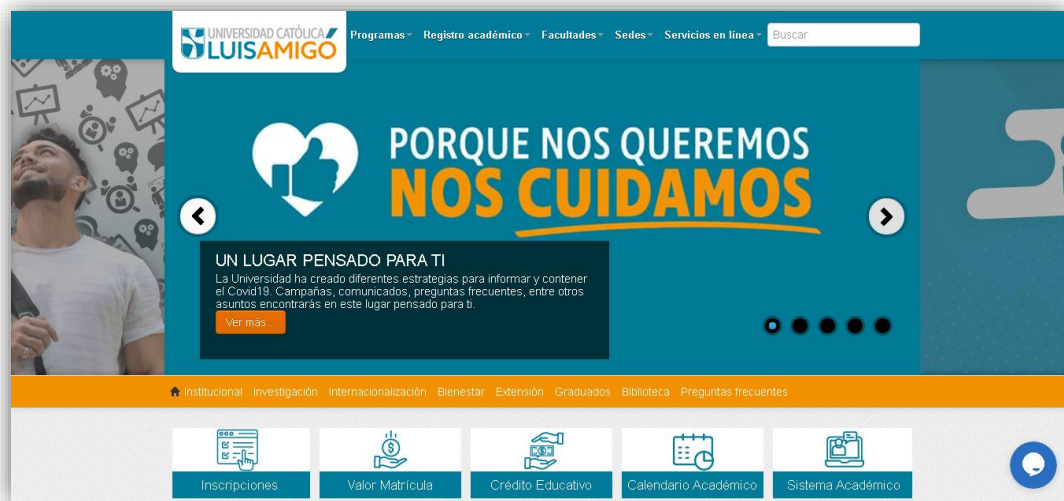 UNIVERSIDAD CATÓLICA
LUISAMIGO
Programas Registro académico Facultades Sedes Servicios en línea Buscar
PORQUE NOS QUEREMOS
NOS CUIDAMOS
UN LUGAR PENSADO PARA TI
La Universidad ha creado diferentes estrategias para informar y contener
el Covid19. Campañas, comunicados, preguntas frecuentes, entre otros
asuntos encontrarás en este lugar pensado para ti.
Ver más...
Institucional Investigación Internacionalización Bienestar Extensión Graduados Biblioteca Preguntas frecuentes
Inscripciones Valor Matrícula Crédito Educativo Calendario Académico Sistema Académico